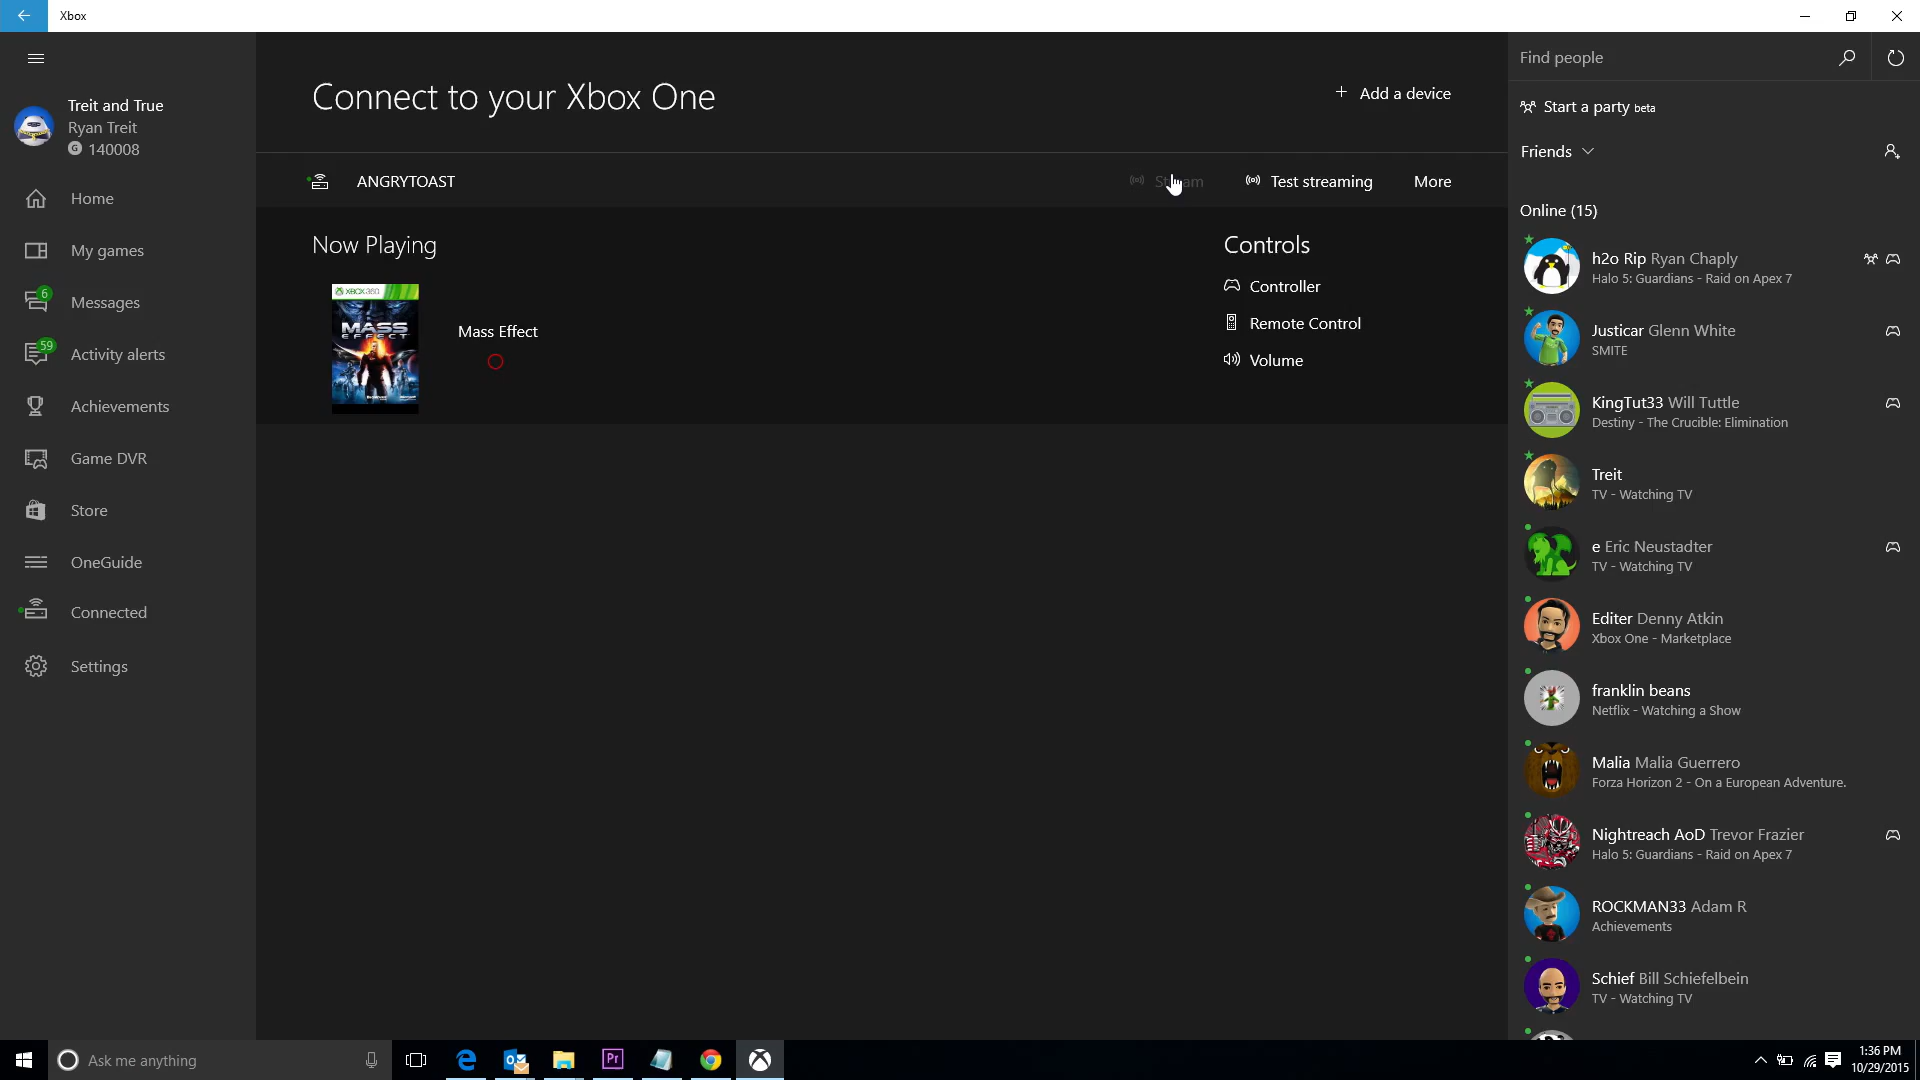 Xbox
Treit and True
Ryan Treit
G 140008
Home
My games
6
Messages
59
Activity alerts
Achievements
Game DVR
Store
OneGuide
Connected
Settings
Connect to your Xbox One
+ Add a device
ANGRYTOAST
Stream
Test streaming
More
Now Playing
XBOX 360
MASS
EFFECT
Mass Effect
Controls
Controller
Remote Control
Volume
Find people
Start a party beta
Friends
Online (15)
h2o Rip Ryan Chaply
Halo 5: Guardians - Raid on Apex 7
Justicar Glenn White
SMITE
KingTut33 Will Tuttle
Destiny - The Crucible: Elimination
Treit
TV - Watching TV
e Eric Neustadter
TV - Watching TV
Editer Denny Atkin
Xbox One - Marketplace
franklin beans
Netflix - Watching a Show
Malia Malia Guerrero
Forza Horizon 2 - On a European Adventure.
Nightreach AoD Trevor Frazier
Halo 5: Guardians - Raid on Apex 7
ROCKMAN33 Adam R
Achievements
Schief Bill Schiefelbein
TV - Watching TV
Ask me anything
Pr
1:36 PM
10/29/2015